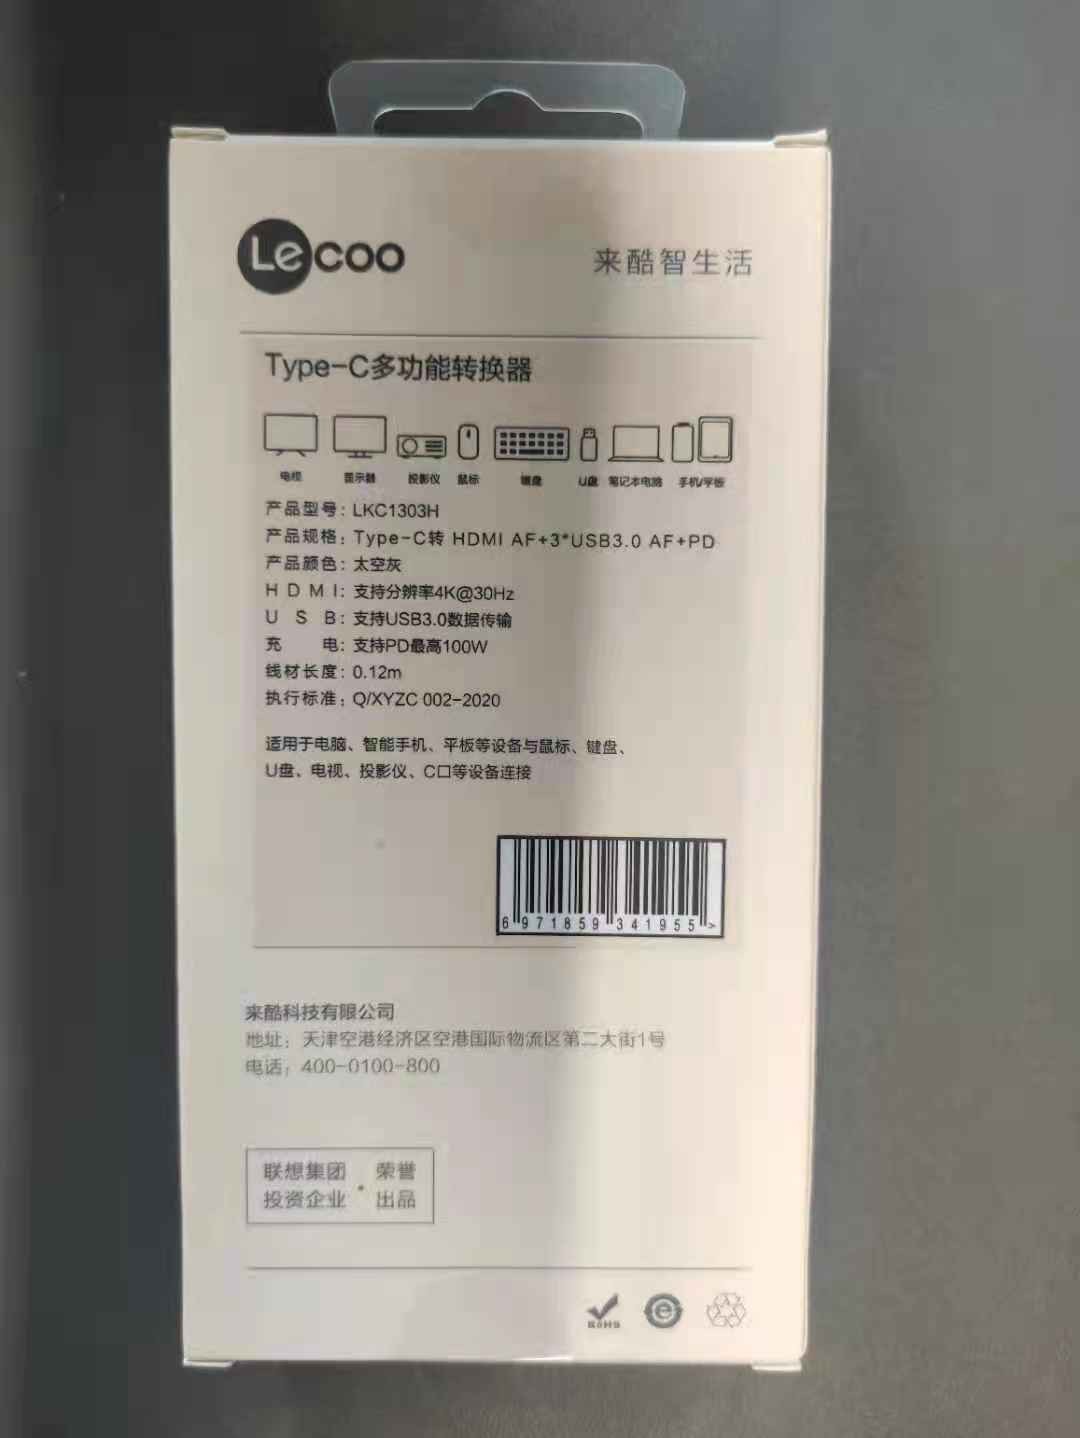 Lecoo
来酷智生活
Type-C多功能转换器
电视 显示器 投影仪 鼠标 键盘 U盘 笔记本电脑 手机/平板
产品型号：LKC1303H
产品规格：Type-C转 HDMI AF+3*USB3.0 AF+PD
产品颜色：太空灰
H D M I：支持分辨率4K@30Hz
U S B：支持USB3.0数据传输
充 电：支持PD最高100W
线材长度：0.12m
执行标准：Q/XYZC 002-2020
适用于电脑、智能手机、平板等设备与鼠标、键盘、
U盘、电视、投影仪、C口等设备连接
6 971859 341955 >
来酷科技有限公司
地址：天津空港经济区空港国际物流区第二大街1号
电话：400-0100-800
联想集团 · 荣誉
投资企业 出品
RoHS e